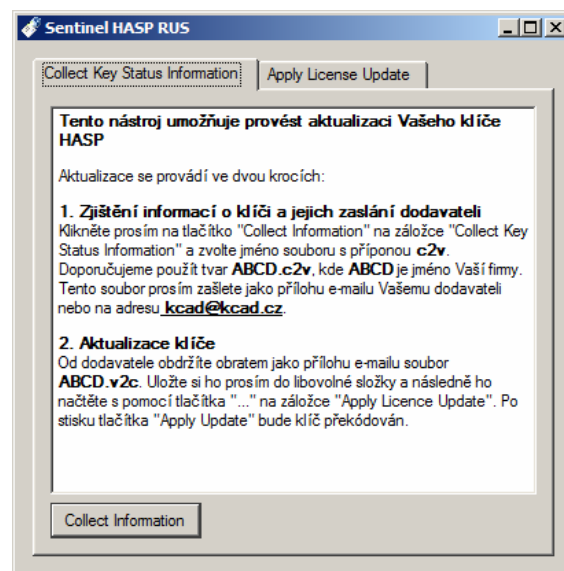 Sentinel HASP RUS
Collect Key Status Information
Apply License Update
Tento nástroj umožňuje provést aktualizaci Vašeho klíče
HASP
Aktualizace se provádí ve dvou krocích:
1. Zjištění informací o klíči a jejich zaslání dodavateli
Klikněte prosím na tlačítko "Collect Information" na záložce "Collect Key
Status Information" a zvolte jméno souboru s příponou c2v.
Doporučujeme použít tvar ABCD.c2v, kde ABCD je jméno Vaší firmy.
Tento soubor prosím zašlete jako přílohu e-mailu Vašemu dodavateli
nebo na adresu kcad@kcad.cz.
2. Aktualizace klíče
Od dodavatele obdržíte obratem jako přílohu e-mailu soubor
ABCD.v2c. Uložte si ho prosím do libovolné složky a následně ho
načtěte s pomocí tlačítka "..." na záložce "Apply Licence Update". Po
stisku tlačítka "Apply Update" bude klíč překódován.
Collect Information